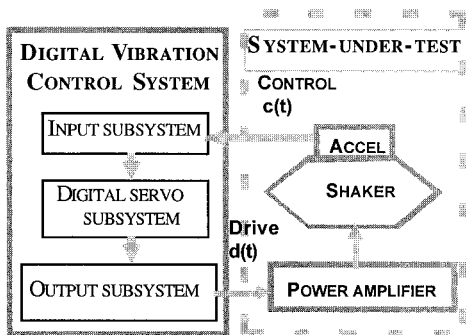 DIGITAL VIBRATION
CONTROL SYSTEM
INPUT SUBSYSTEM
DIGITAL SERVO
SUBSYSTEM
OUTPUT SUBSYSTEM
SYSTEM-UNDER-TEST
CONTROL
c(t)
ACCEL
SHAKER
Drive
d(t)
POWER AMPLIFIER